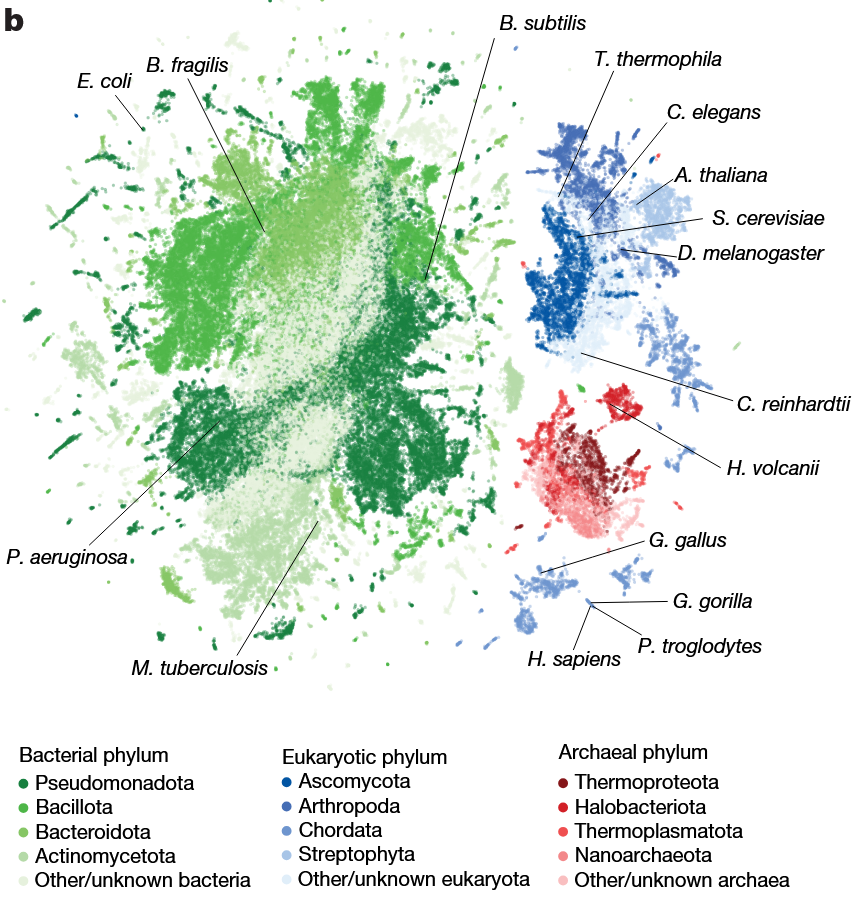 b
B. subtilis
B. fragilis
E. coli
T. thermophila
C. elegans
A. thaliana
S. cerevisiae
D. melanogaster
C. reinhardtii
H. volcanii
P. aeruginosa
G. gallus
G. gorilla
P. troglodytes
H. sapiens
M. tuberculosis
Bacterial phylum
Pseudomonadota
Bacillota
Bacteroidota
Actinomycetota
Other/unknown bacteria
Eukaryotic phylum
Ascomycota
Arthropoda
Chordata
Streptophyta
Other/unknown eukaryota
Archaeal phylum
Thermoproteota
Halobacteriota
Thermoplasmatota
Nanoarchaeota
Other/unknown archaea